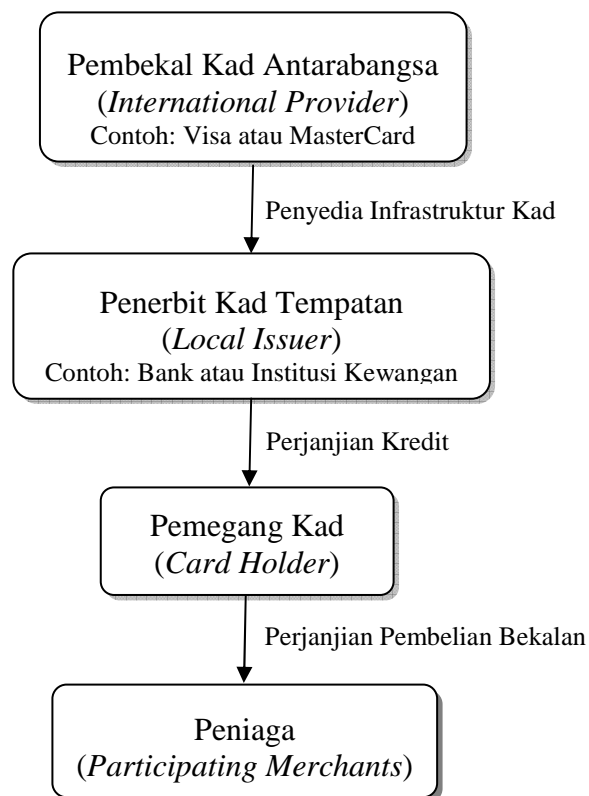 Pembekal Kad Antarabangsa
(International Provider)
Contoh: Visa atau MasterCard
Penyedia Infrastruktur Kad
Penerbit Kad Tempatan
(Local Issuer)
Contoh: Bank atau Institusi Kewangan
Perjanjian Kredit
Pemegang Kad
(Card Holder)
Perjanjian Pembelian Bekalan
Peniaga
(Participating Merchants)